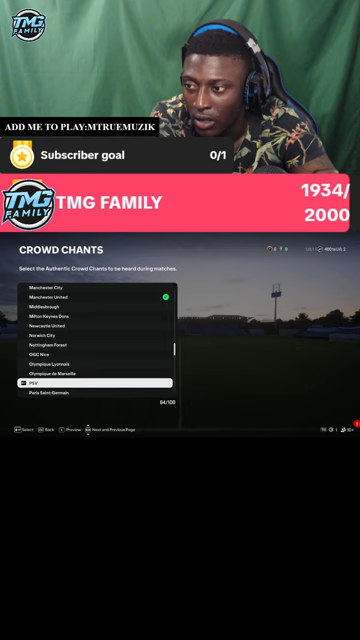 TMG
FAMILY
ADD ME TO PLAY:MTRUEMUZIK
Subscriber goal
0/1
TMG
FAMILY
TMG FAMILY
1934/
2000
CROWD CHANTS
Select the Authentic Crowd Chants to be heard during matches.
Manchester City
Manchester United
Middlesbrough
Milton Keynes Dons
Newcastle United
Norwich City
Nottingham Forest
OGC Nice
Olympique Lyonnais
Olympique de Marseille
PSV
Paris Saint-Germain
64/100
Select
Back
Preview
Next and Previous Page